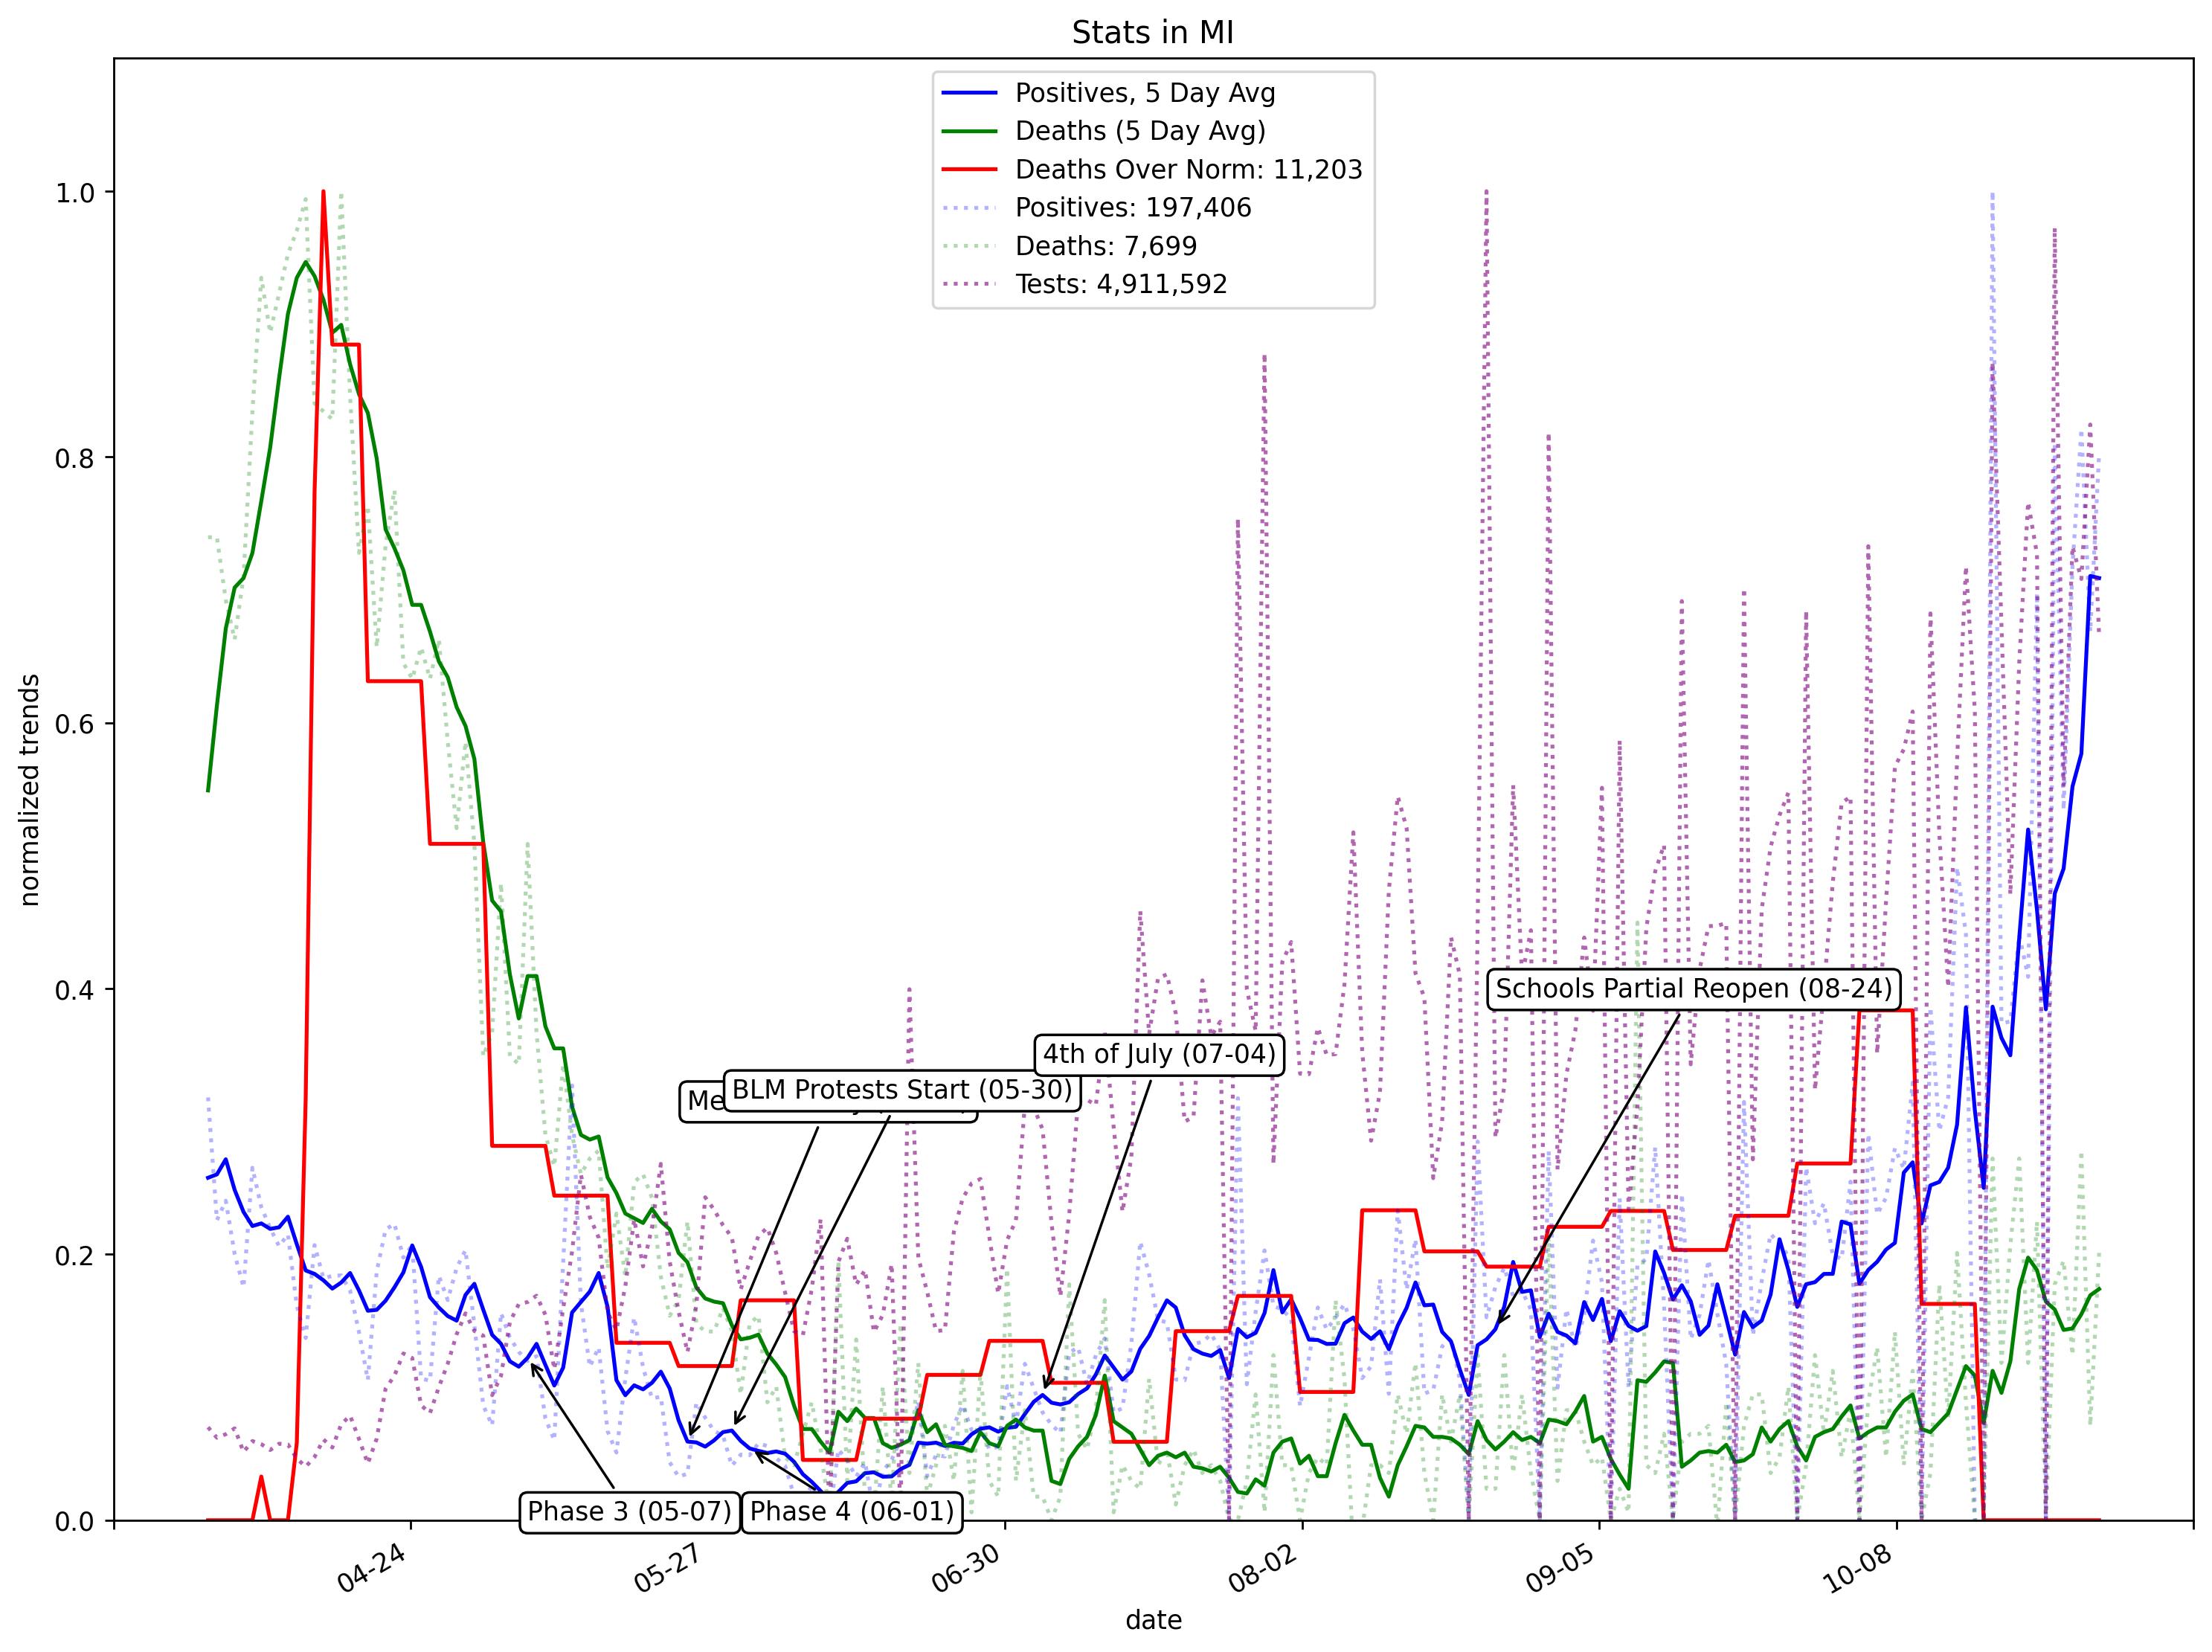 Stats in MI
Positives, 5 Day Avg
Deaths (5 Day Avg)
Deaths Over Norm: 11,203
Positives: 197,406
Deaths: 7,699
Tests: 4,911,592
normalized trends
1.0
0.8
0.6
0.4
0.2
0.0
Schools Partial Reopen (08-24)
4th of July (07-04)
BLM Protests Start (05-30)
Phase 3 (05-07)
Phase 4 (06-01)
04-24
05-27
06-30
08-02
09-05
10-08
date